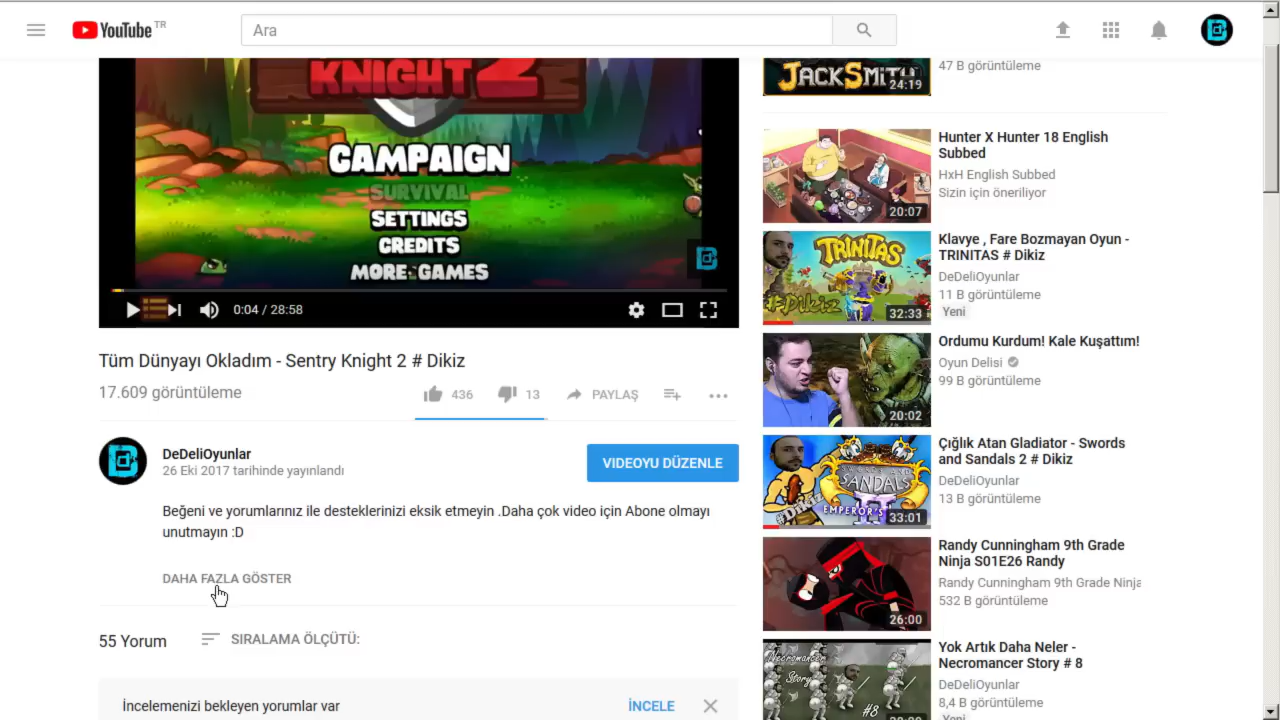 YouTube TR
Ara
KNIGHT 2
CAMPAIGN
SURVIVAL
SETTINGS
CREDITS
MORE GAMES
0:04 / 28:58
Tüm Dünyayı Okladım - Sentry Knight 2 # Dikiz
17.609 görüntüleme
436
13
PAYLAŞ
DeDeliOyunlar
26 Eki 2017 tarihinde yayınlandı
VIDEOYU DÜZENLE
Beğeni ve yorumlarınız ile desteklerinizi eksik etmeyin .Daha çok video için Abone olmayı
unutmayın :D
DAHA FAZLA GÖSTER
55 Yorum
SIRALAMA ÖLÇÜTÜ:
İncelemenizi bekleyen yorumlar var
İNCELE
JACKSMITH
24:19
47 B görüntüleme
20:07
Hunter X Hunter 18 English
Subbed
HxH English Subbed
Sizin için öneriliyor
TRINITAS
#Dikiz
32:33
Klavye , Fare Bozmayan Oyun -
TRINITAS # Dikiz
DeDeliOyunlar
11 B görüntüleme
Yeni
20:02
Ordumu Kurdum! Kale Kuşattım!
Oyun Delisi
99 B görüntüleme
SWORDS AND
SANDALS
EMPEROR'S
#Dikiz
33:01
Çığlık Atan Gladiator - Swords
and Sandals 2 # Dikiz
DeDeliOyunlar
13 B görüntüleme
26:00
Randy Cunningham 9th Grade
Ninja S01E26 Randy
Randy Cunningham 9th Grade Ninja
532 B görüntüleme
Necromancer
Story
#8
Yok Artık Daha Neler -
Necromancer Story # 8
DeDeliOyunlar
8,4 B görüntüleme
Yeni